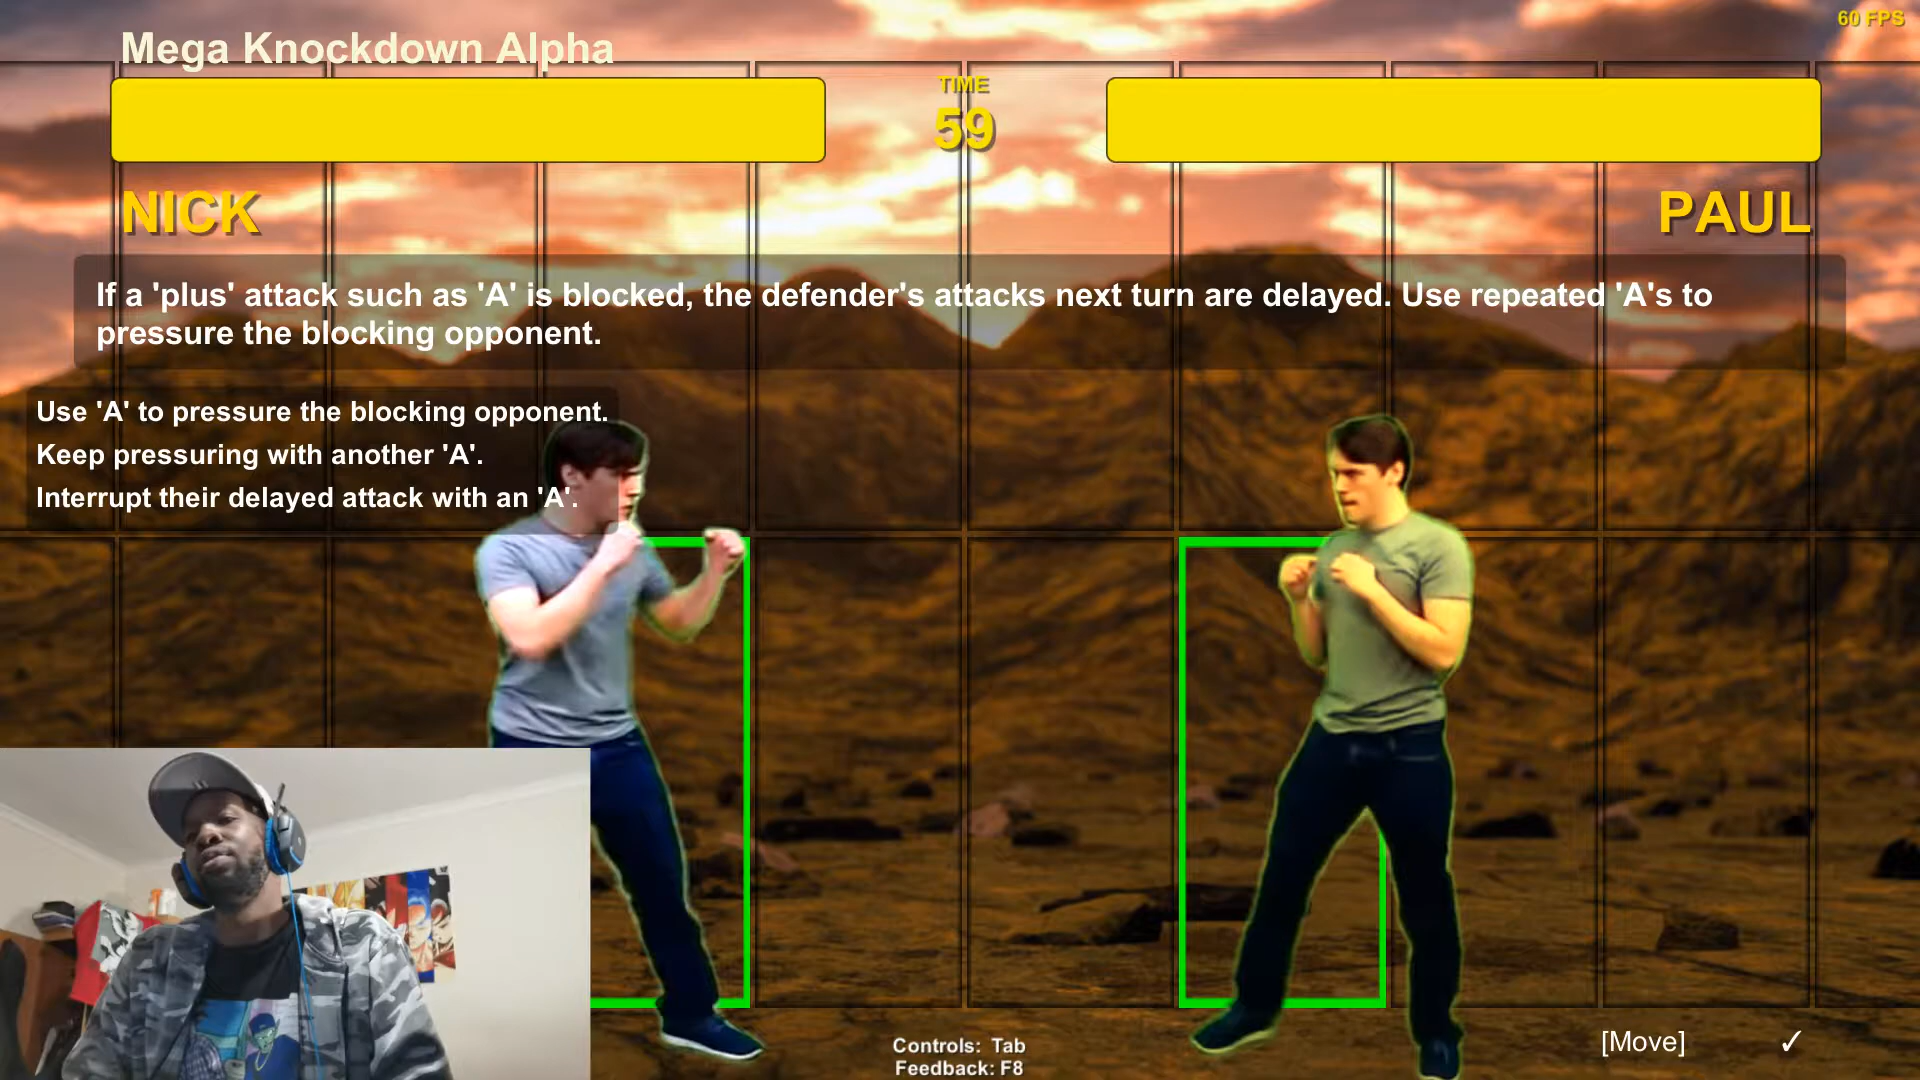 60 FPS
Mega Knockdown Alpha
TIME
59
NICK
PAUL
If a 'plus' attack such as 'A' is blocked, the defender's attacks next turn are delayed. Use repeated 'A's to
pressure the blocking opponent.
Use 'A' to pressure the blocking opponent.
Keep pressuring with another 'A'.
Interrupt their delayed attack with an 'A'.
[Move] ✓
Controls: Tab
Feedback: F8